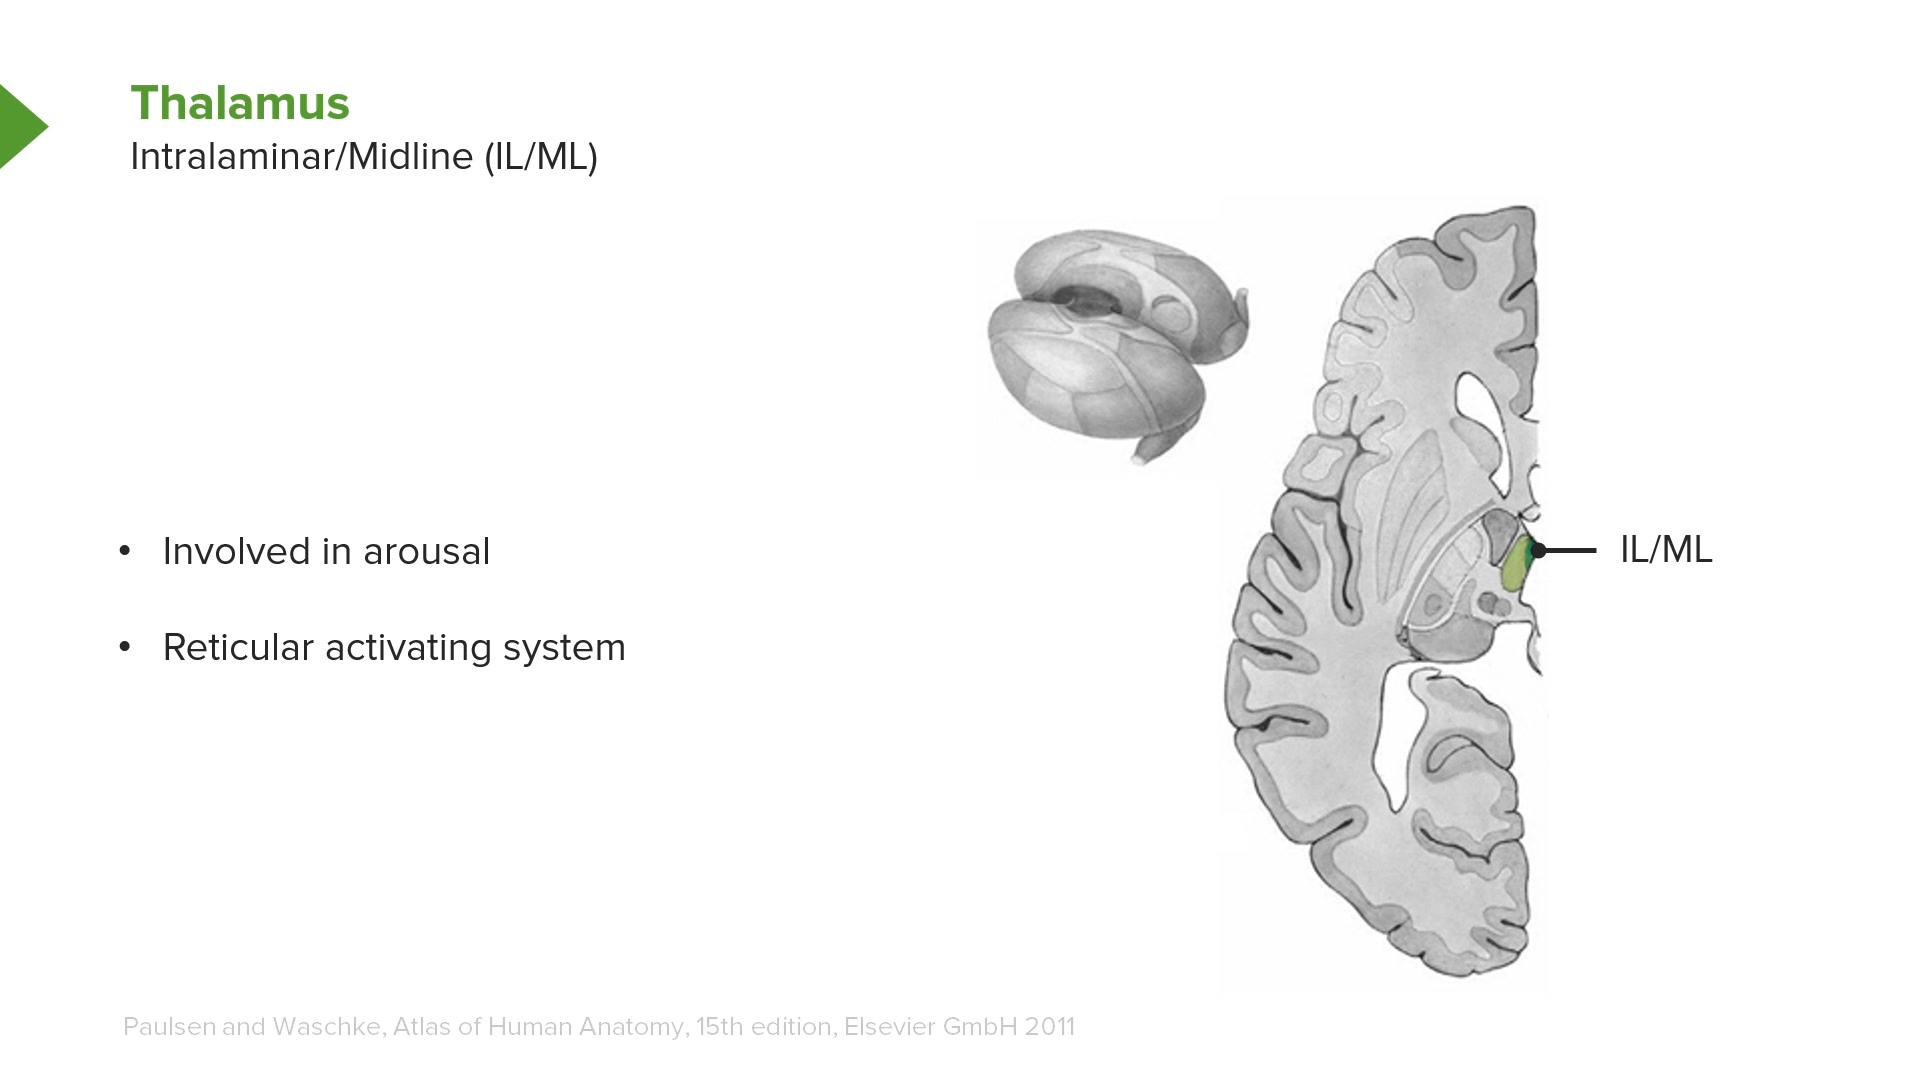 Thalamus
Intralaminar/Midline (IL/ML)
• Involved in arousal
IL/ML
• Reticular activating system
Paulsen and Waschke, Atlas of Human Anatomy, 15th edition, Elsevier GmbH 2011